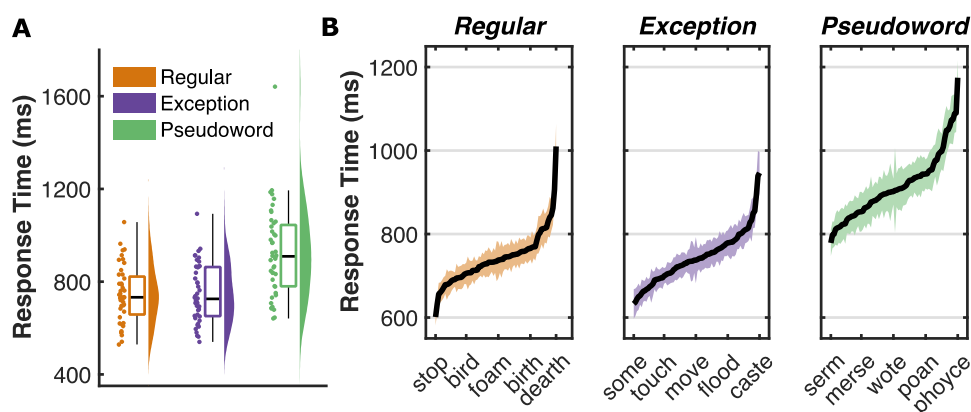 A
Response Time (ms)
1600
1200
800
400
Regular
Exception
Pseudoword
B
Response Time (ms)
Regular
Exception
Pseudoword
1200
1000
800
600
stop
bird
foam
birth
dearth
some
touch
move
flood
caste
serm
merse
wote
poan
phoyce